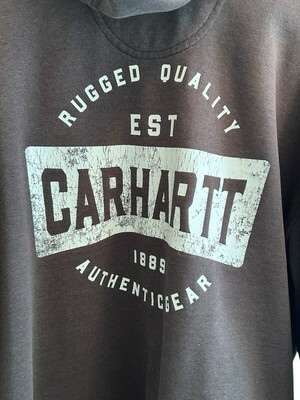 RUGGED QUALITY
EST
CARHARTT
1889
AUTHENTIC GEAR